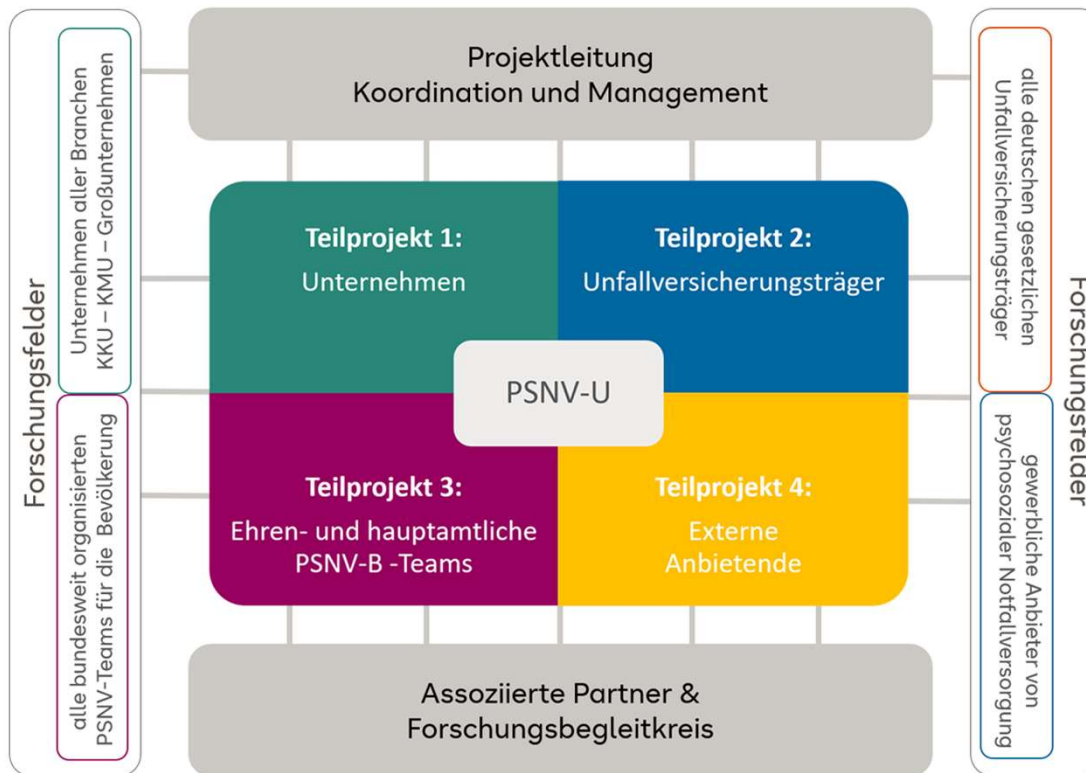 Forschungsfelder
Unternehmen aller Branchen
KKU – KMU – Großunternehmen
alle bundesweit organisierten
PSNV-Teams für die Bevölkerung
Projektleitung
Koordination und Management
Teilprojekt 1:
Unternehmen
Teilprojekt 2:
Unfallversicherungsträger
PSNV-U
Teilprojekt 3:
Ehren- und hauptamtliche
PSNV-B -Teams
Teilprojekt 4:
Externe
Anbietende
Assoziierte Partner &
Forschungsbegleitkreis
alle deutschen gesetzlichen
Unfallversicherungsträger
gewerbliche Anbieter von
psychosozialer Notfallversorgung
Forschungsfelder